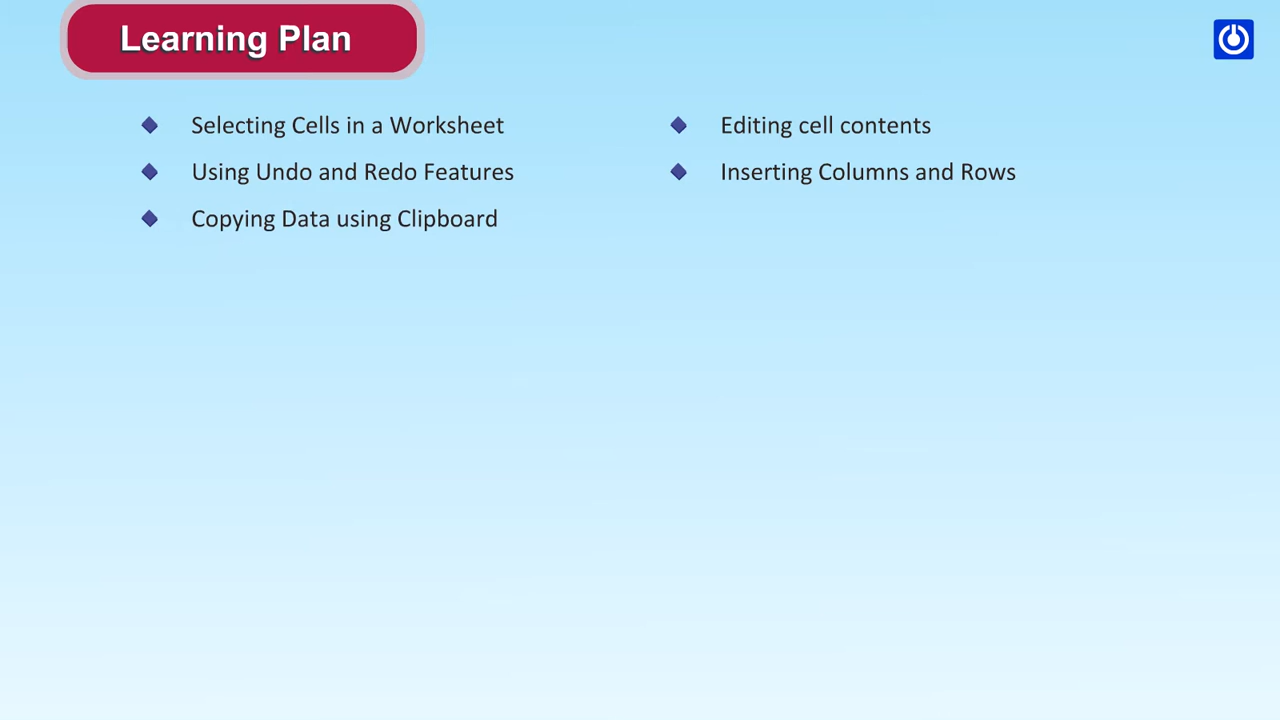 Learning Plan
Selecting Cells in a Worksheet
Editing cell contents
Using Undo and Redo Features
Inserting Columns and Rows
Copying Data using Clipboard